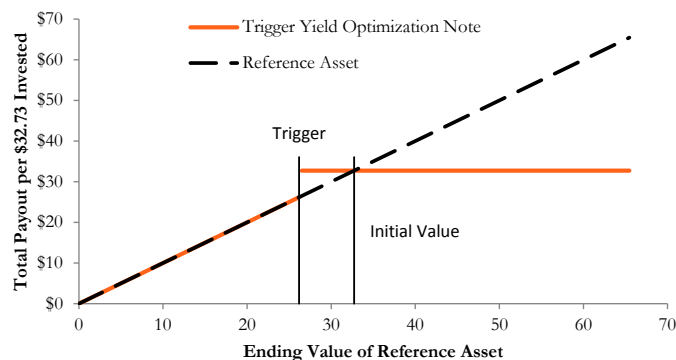 $70
$60
$50
$40
$30
$20
$10
$0
Total Payout per $32.73 Invested
Trigger Yield Optimization Note
Reference Asset
Trigger
Initial Value
0 10 20 30 40 50 60 70
Ending Value of Reference Asset